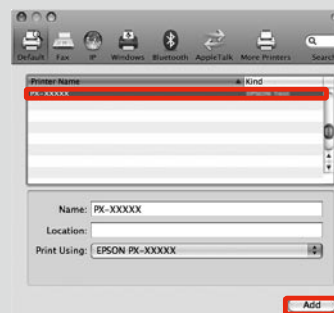 Default Fax IP Windows Bluetooth AppleTalk More Printers Search
Printer Name Kind
PX-XXXXX
Name: PX-XXXXX
Location:
Print Using: EPSON PX-XXXXX
Add